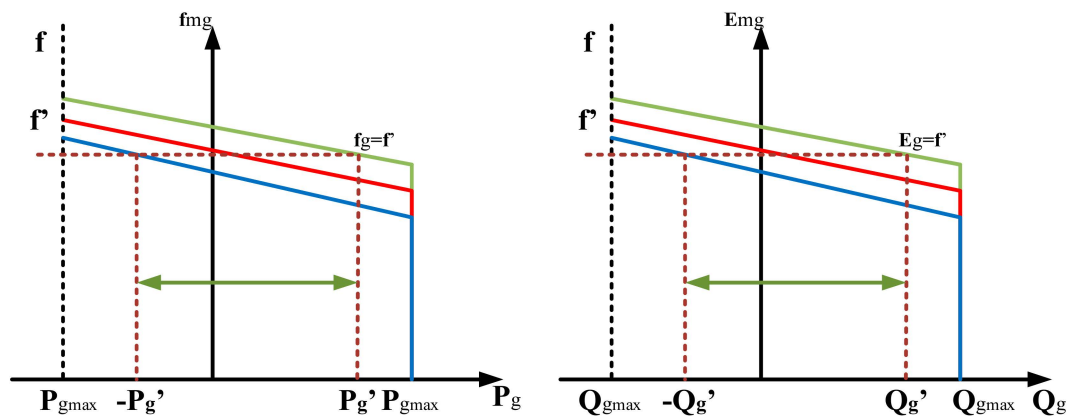 fmg
f
f'
fg=f'
Pgmax
-Pg'
Pg'
Pgmax
Pg
Emg
f
f'
Eg=f'
Qgmax
-Qg'
Qg'
Qgmax
Qg